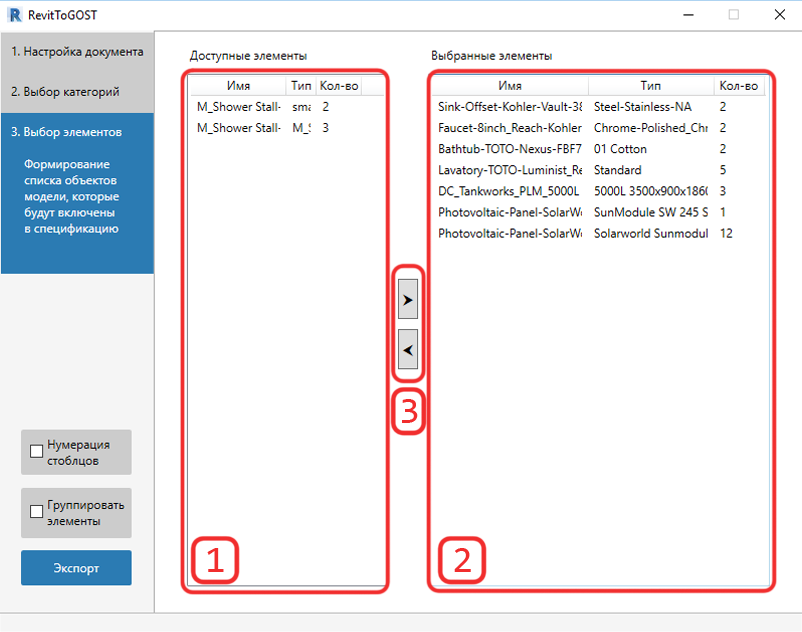 RevitToGOST
1. Настройка документа
2. Выбор категорий
3. Выбор элементов
Формирование
списка объектов
модели, которые
будут включены
в спецификацию
Нумерация
стоблцов
Группировать
элементы
Экспорт
Доступные элементы
Имя Тип Кол-во
M_Shower Stall- sma 2
M_Shower Stall- M_S 3
1
3
Выбранные элементы
Имя Тип Кол-во
Sink-Offset-Kohler-Vault-38 Steel-Stainless-NA 2
Faucet-8inch_Reach-Kohler Chrome-Polished_Chr 2
Bathtub-TOTO-Nexus-FBF7 01 Cotton 2
Lavatory-TOTO-Luminist_Re Standard 5
DC_Tankworks_PLM_5000L 5000L 3500x900x1860 3
Photovoltaic-Panel-SolarWo SunModule SW 245 S 1
Photovoltaic-Panel-SolarWo Solarworld Sunmodul 12
2